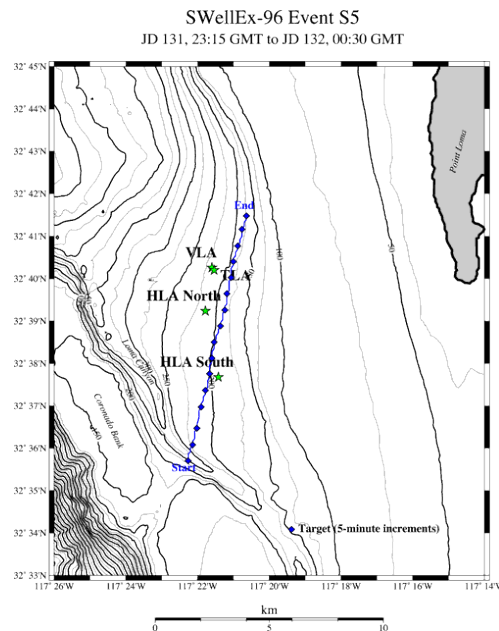 SWellEx-96 Event S5
JD 131, 23:15 GMT to JD 132, 00:30 GMT
32° 45'N
32° 44'N
32° 43'N
32° 42'N
32° 41'N
32° 40'N
32° 39'N
32° 38'N
32° 37'N
32° 36'N
32° 35'N
32° 34'N
32° 33'N
Point Loma
End
VLA
TLA
100
50
HLA North
HLA South
Loma Canyon
Coronado Bank
Start
Target (5-minute increments)
117° 26'W
117° 24'W
117° 22'W
117° 20'W
117° 18'W
117° 16'W
117° 14'W
km
0
5
10